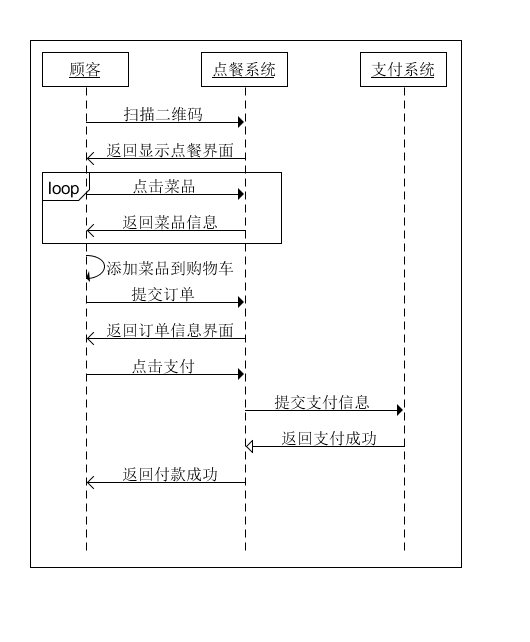 顾客
点餐系统
支付系统
扫描二维码
返回显示点餐界面
loop
点击菜品
返回菜品信息
添加菜品到购物车
提交订单
返回订单信息界面
点击支付
提交支付信息
返回支付成功
返回付款成功